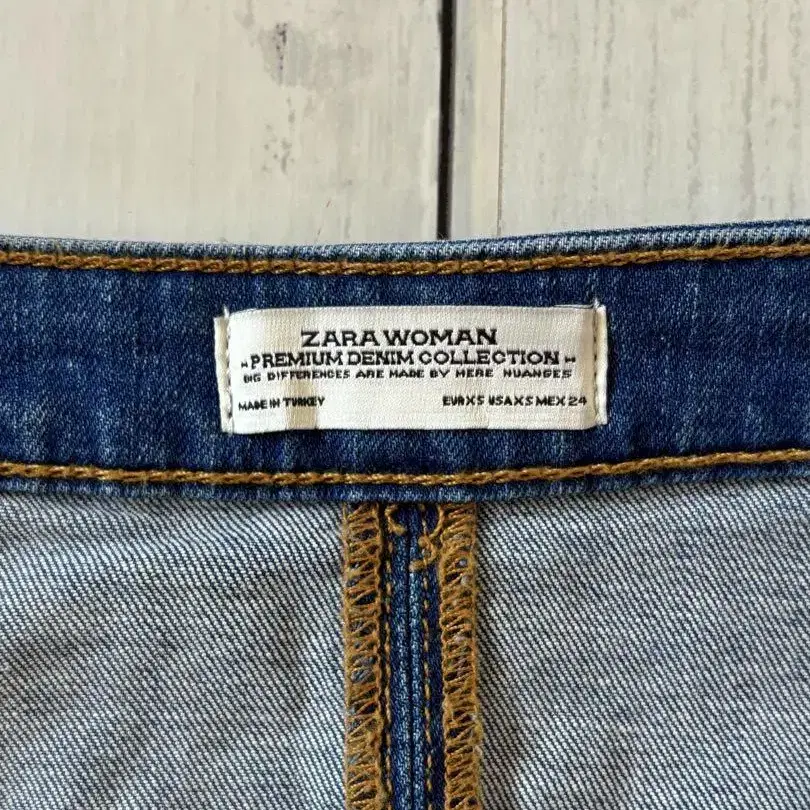 ZARA WOMAN
PREMIUM DENIM COLLECTION
BIG DIFFERENCES ARE MADE BY MERE NUANCES
MADE IN TURKEY EUR XS USA XS MEX 24